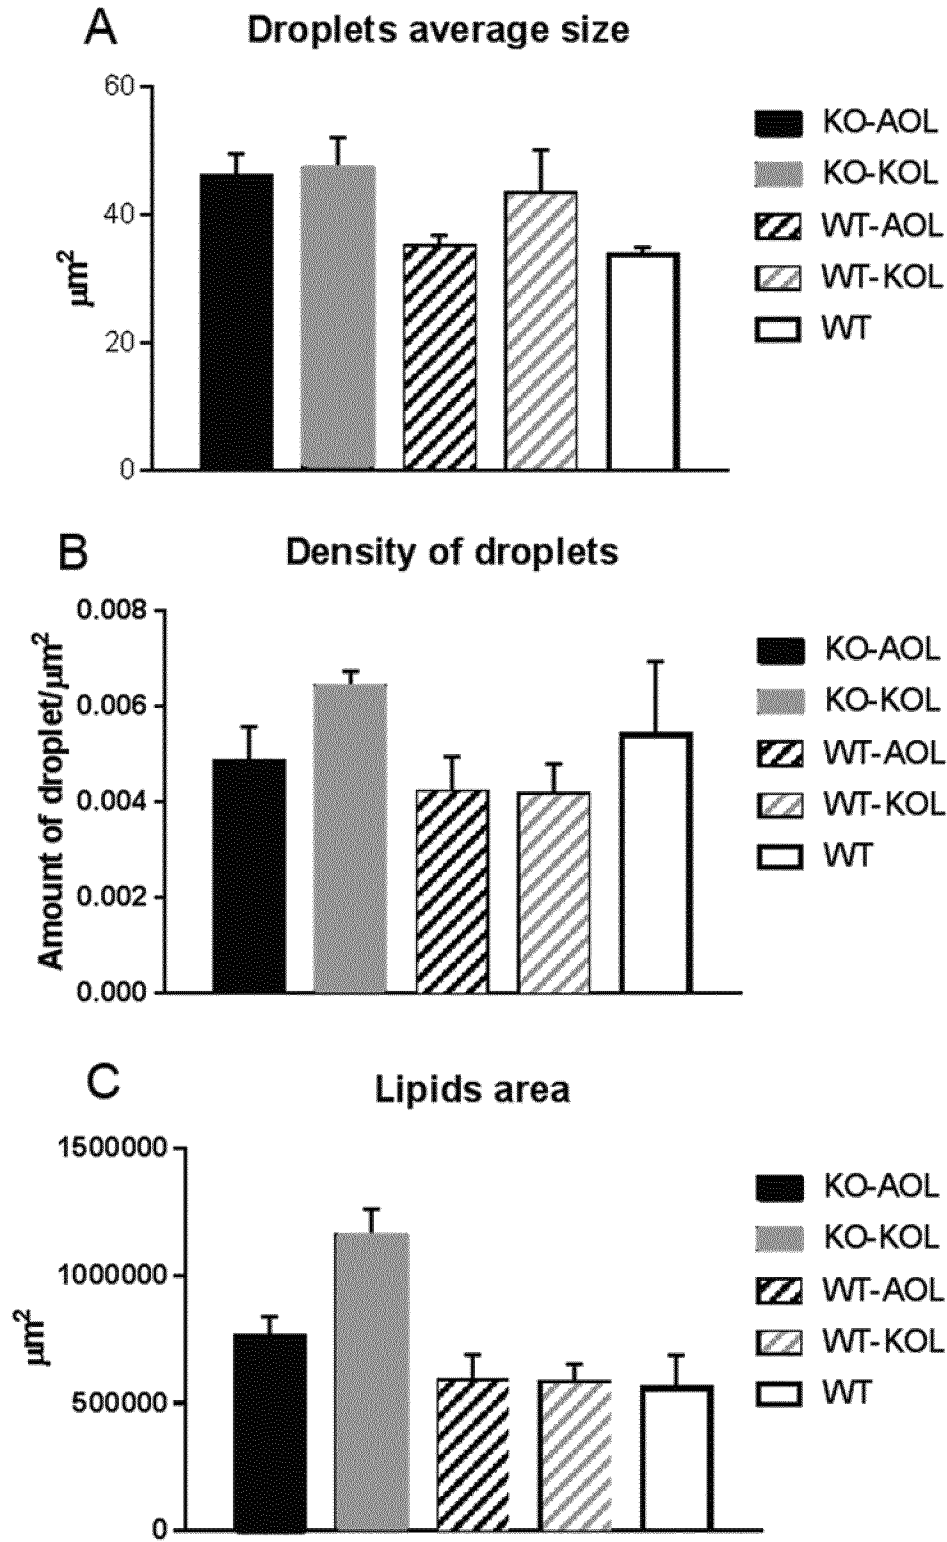 A Droplets average size
60
40
20
0
μm²
KO-AOL
KO-KOL
WT-AOL
WT-KOL
WT
B Density of droplets
0.008
0.006
0.004
0.002
0.000
Amount of droplet/μm²
KO-AOL
KO-KOL
WT-AOL
WT-KOL
WT
C Lipids area
1500000
1000000
500000
0
μm²
KO-AOL
KO-KOL
WT-AOL
WT-KOL
WT